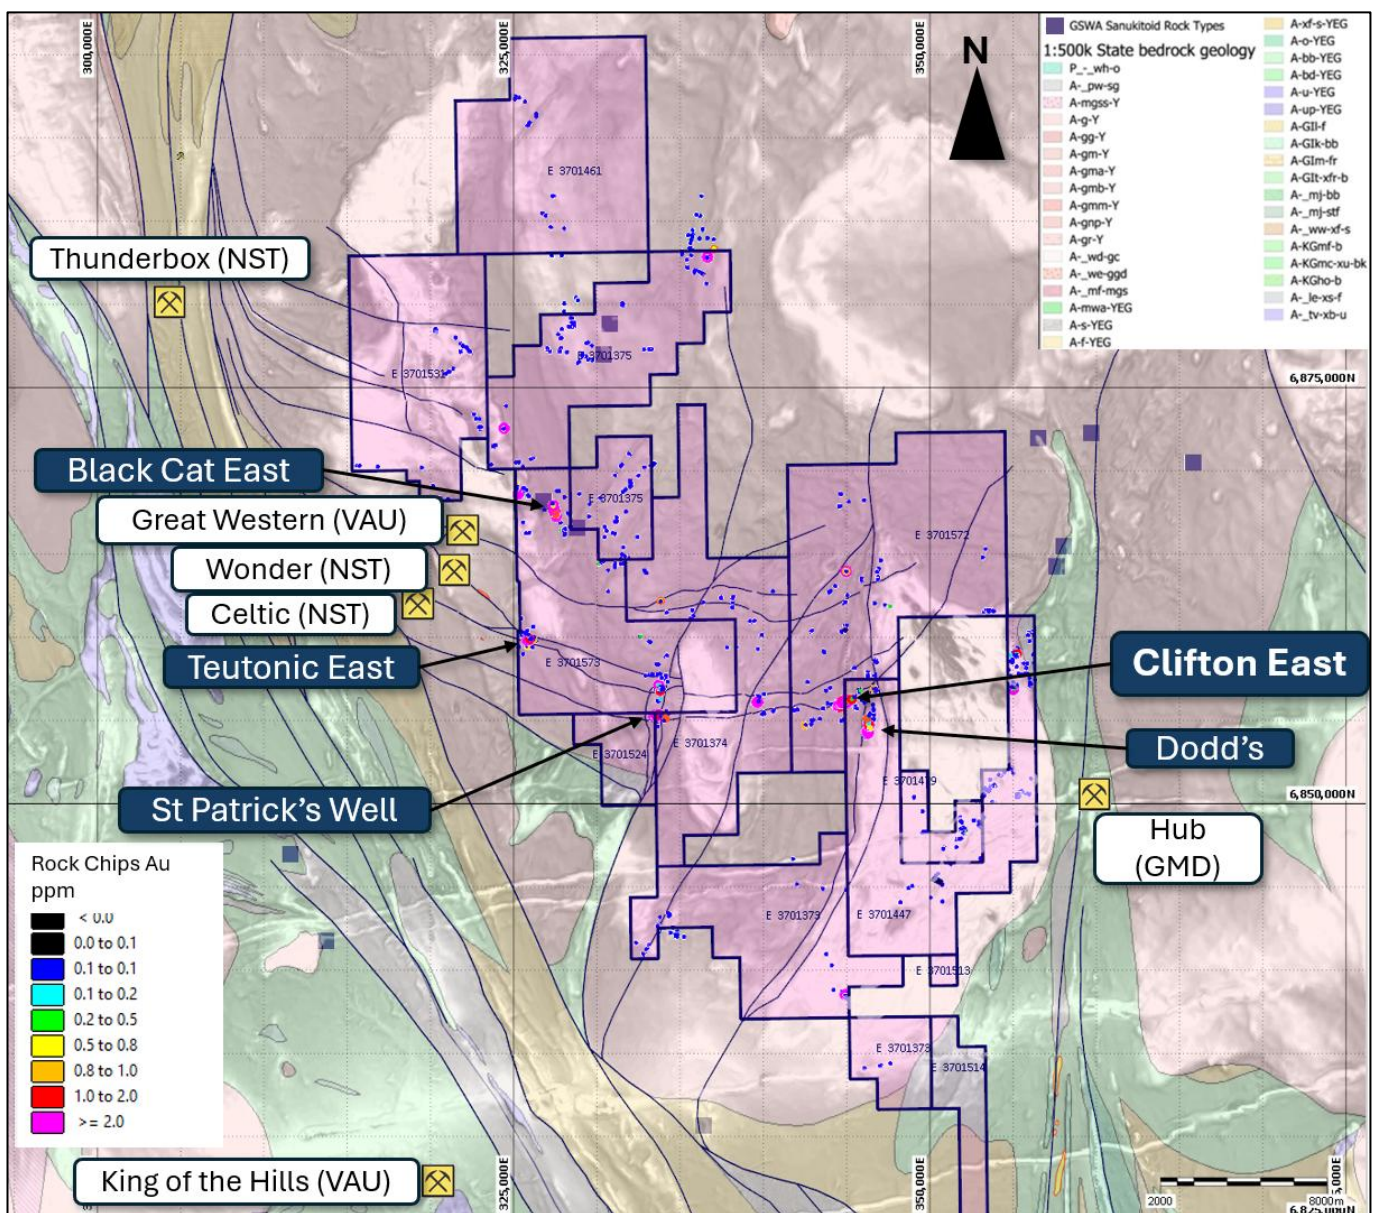 300,000E
325,000E
350,000E
N
GSWA Sanukitoid Rock Types
1:500k State bedrock geology
P_-_wh-o
A-_pw-sg
A-mgss-Y
A-g-Y
A-gg-Y
A-gm-Y
A-gma-Y
A-gmb-Y
A-gmm-Y
A-gnp-Y
A-gr-Y
A-_wd-gc
A-_we-ggd
A-_mf-mgs
A-mwa-YEG
A-s-YEG
A-f-YEG
A-xf-s-YEG
A-o-YEG
A-bb-YEG
A-bd-YEG
A-u-YEG
A-up-YEG
A-GIl-f
A-GIk-bb
A-GIm-fr
A-GIt-xfr-b
A-_mj-bb
A-_mj-stf
A-_ww-xf-s
A-KGmf-b
A-KGmc-xu-bk
A-KGho-b
A-_le-xs-f
A-_tv-xb-u
E 3701461
Thunderbox (NST)
E 3701375
E 3701531
6,875,000N
Black Cat East
E 3701375
Great Western (VAU)
E 3701572
Wonder (NST)
Celtic (NST)
Teutonic East
E 3701573
Clifton East
E 3701524
E 3701374
Dodd's
E 3701479
St Patrick's Well
6,850,000N
Hub
(GMD)
Rock Chips Au
ppm
< 0.0
0.0 to 0.1
0.1 to 0.1
0.1 to 0.2
0.2 to 0.5
0.5 to 0.8
0.8 to 1.0
1.0 to 2.0
>= 2.0
E 3701373
E 3701447
E 3701513
E 3701373
E 3701514
King of the Hills (VAU)
325,000E
350,000E
2000
8000m
6,825,000N